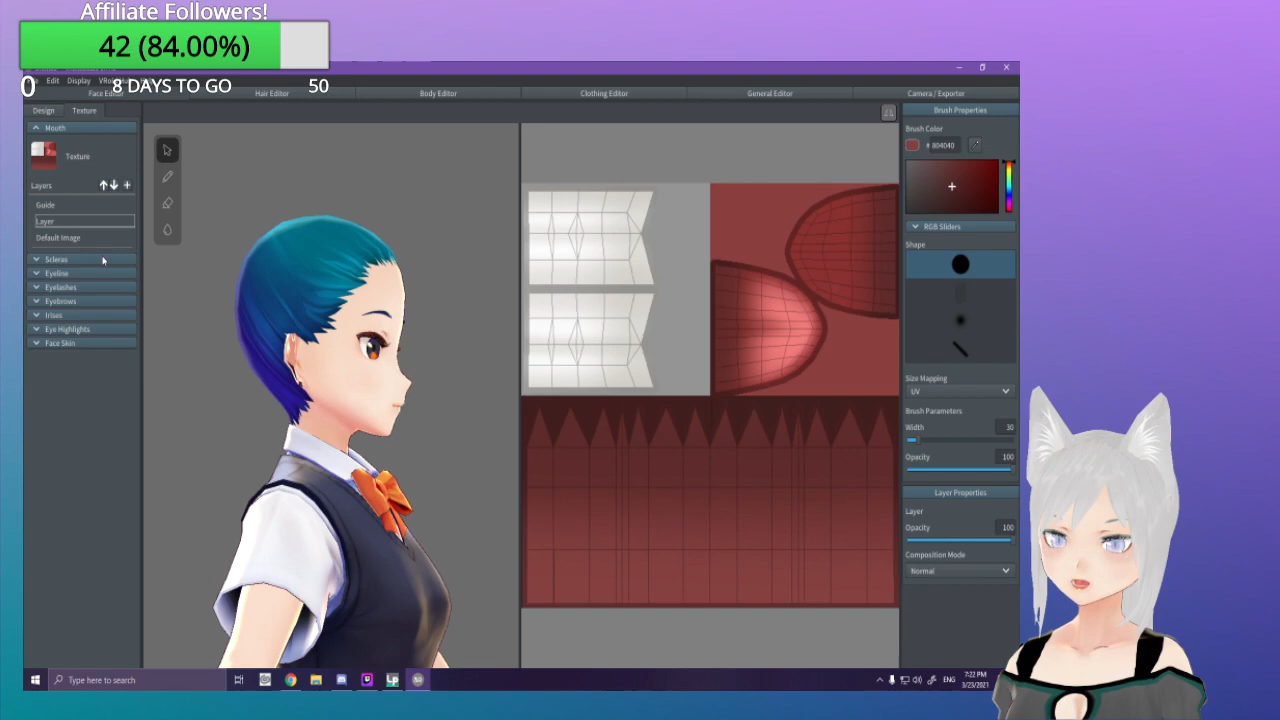 Affiliate Followers!
42 (84.00%)
0
8 DAYS TO GO
50
Edit
Display
Hair Editor
Body Editor
Clothing Editor
General Editor
Camera / Exporter
Design
Texture
Mouth
Texture
Layers
Guide
Layer
Default Image
Scleras
Eyeline
Eyelashes
Eyebrows
Irises
Eye Highlights
Face Skin
Brush Properties
Brush Color
# 804040
RGB Sliders
Shape
Size Mapping
UV
Brush Parameters
Width
30
Opacity
100
Layer Properties
Layer
Opacity
100
Composition Mode
Normal
Type here to search
ENG
7:22 PM
3/23/2021